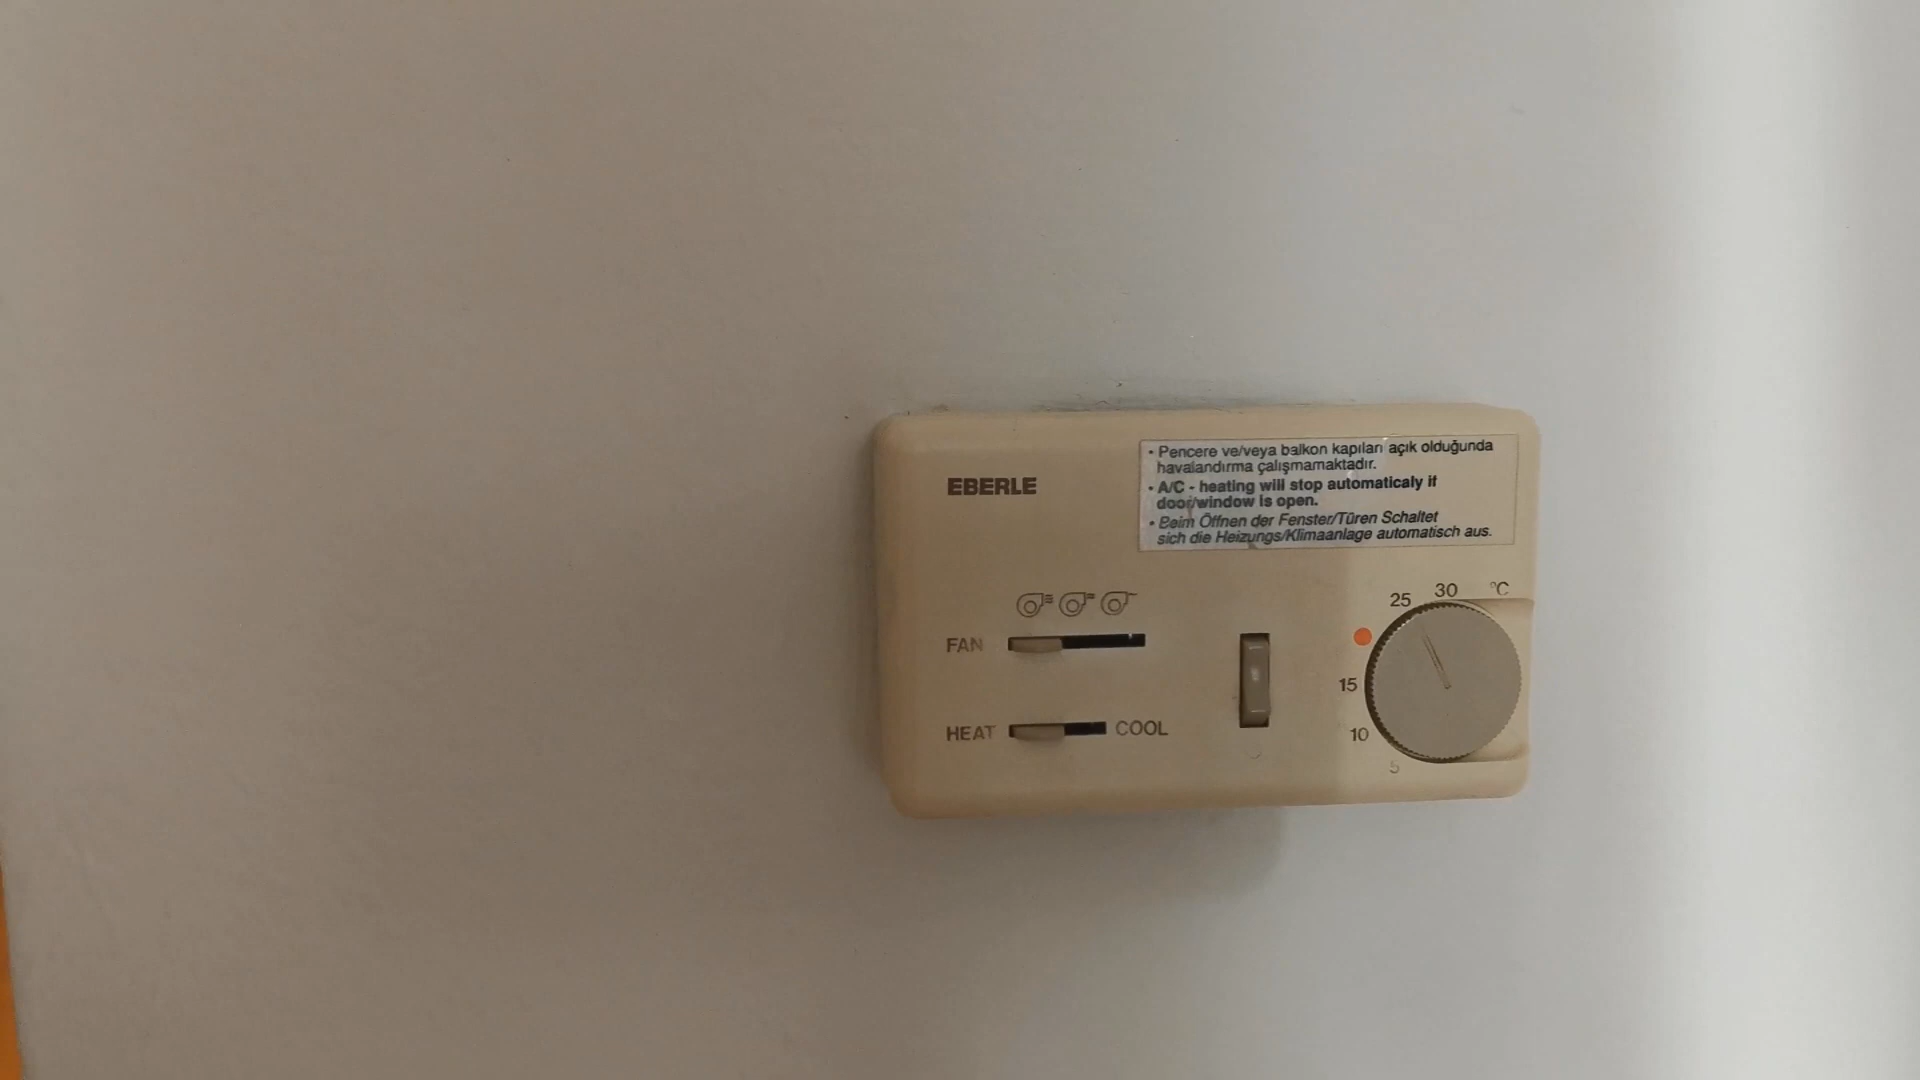 EBERLE
• Pencere ve/veya balkon kapıları açık olduğunda
havalandırma çalışmamaktadır.
• A/C - heating will stop automaticaly if
door/window is open.
• Beim Öffnen der Fenster/Türen Schaltet
sich die Heizungs/Klimaanlage automatisch aus.
FAN
HEAT COOL
30 °C
25
15
10
5